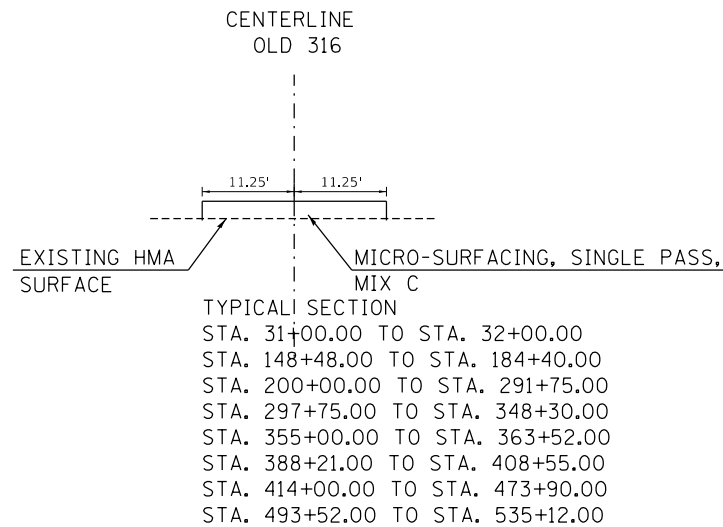 CENTERLINE
OLD 316
11.25' 11.25'
EXISTING HMA
SURFACE
MICRO-SURFACING, SINGLE PASS,
MIX C
TYPICAL SECTION
STA. 31+00.00 TO STA. 32+00.00
STA. 148+48.00 TO STA. 184+40.00
STA. 200+00.00 TO STA. 291+75.00
STA. 297+75.00 TO STA. 348+30.00
STA. 355+00.00 TO STA. 363+52.00
STA. 388+21.00 TO STA. 408+55.00
STA. 414+00.00 TO STA. 473+90.00
STA. 493+52.00 TO STA. 535+12.00